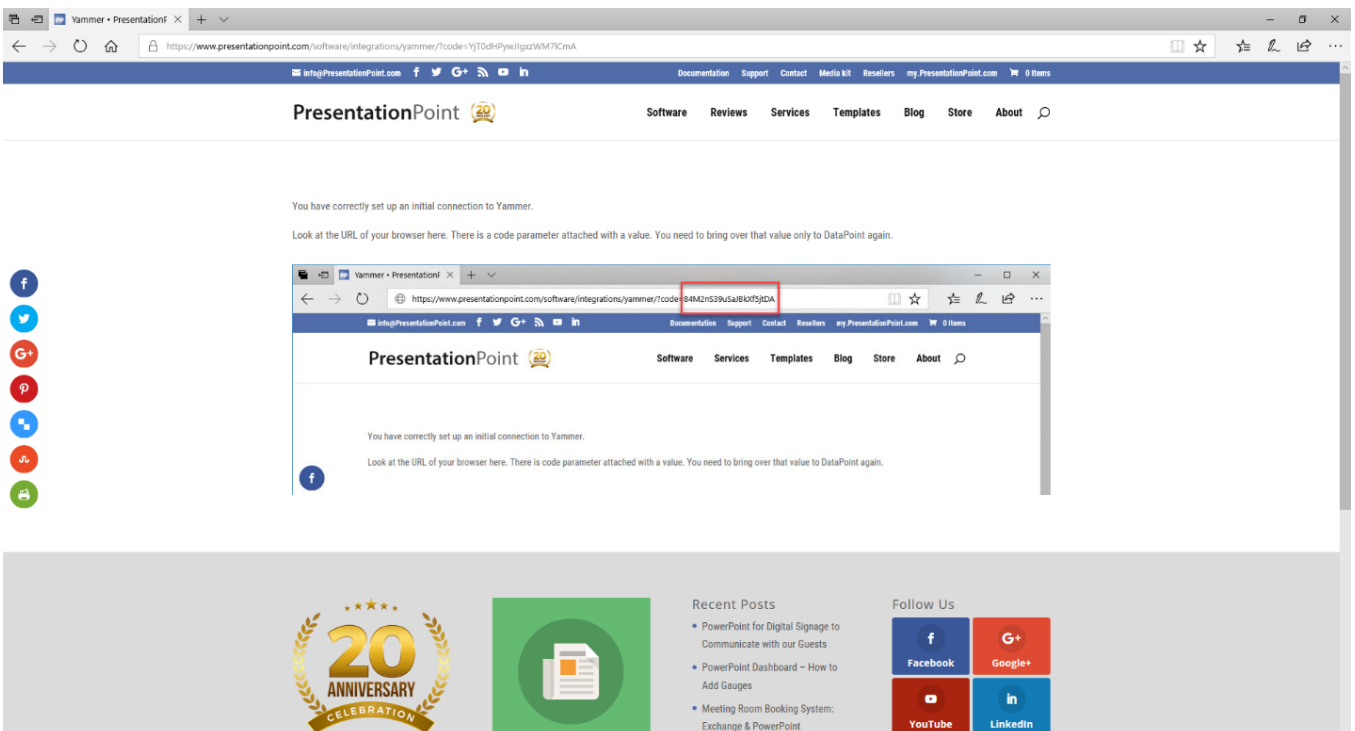 Yammer • PresentationF
https://www.presentationpoint.com/software/integrations/yammer/?code=YjT0dHPywJIgxzWM7lCmA
info@PresentationPoint.com
Documentation Support Contact Media kit Resellers my.PresentationPoint.com 0 Items
PresentationPoint 20
Software Reviews Services Templates Blog Store About
You have correctly set up an initial connection to Yammer.
Look at the URL of your browser here. There is a code parameter attached with a value. You need to bring over that value only to DataPoint again.
Yammer • PresentationF
https://www.presentationpoint.com/software/integrations/yammer/?code=84M2nS39uSaJBkXf5jtDA
info@PresentationPoint.com
Documentation Support Contact Resellers my.PresentationPoint.com 0 Items
PresentationPoint 20
Software Services Templates Blog Store About
You have correctly set up an initial connection to Yammer.
Look at the URL of your browser here. There is code parameter attached with a value. You need to bring over that value to DataPoint again.
20
ANNIVERSARY
CELEBRATION
Recent Posts
PowerPoint for Digital Signage to
Communicate with our Guests
PowerPoint Dashboard – How to
Add Gauges
Meeting Room Booking System:
Exchange & PowerPoint
Follow Us
Facebook
Google+
YouTube
LinkedIn